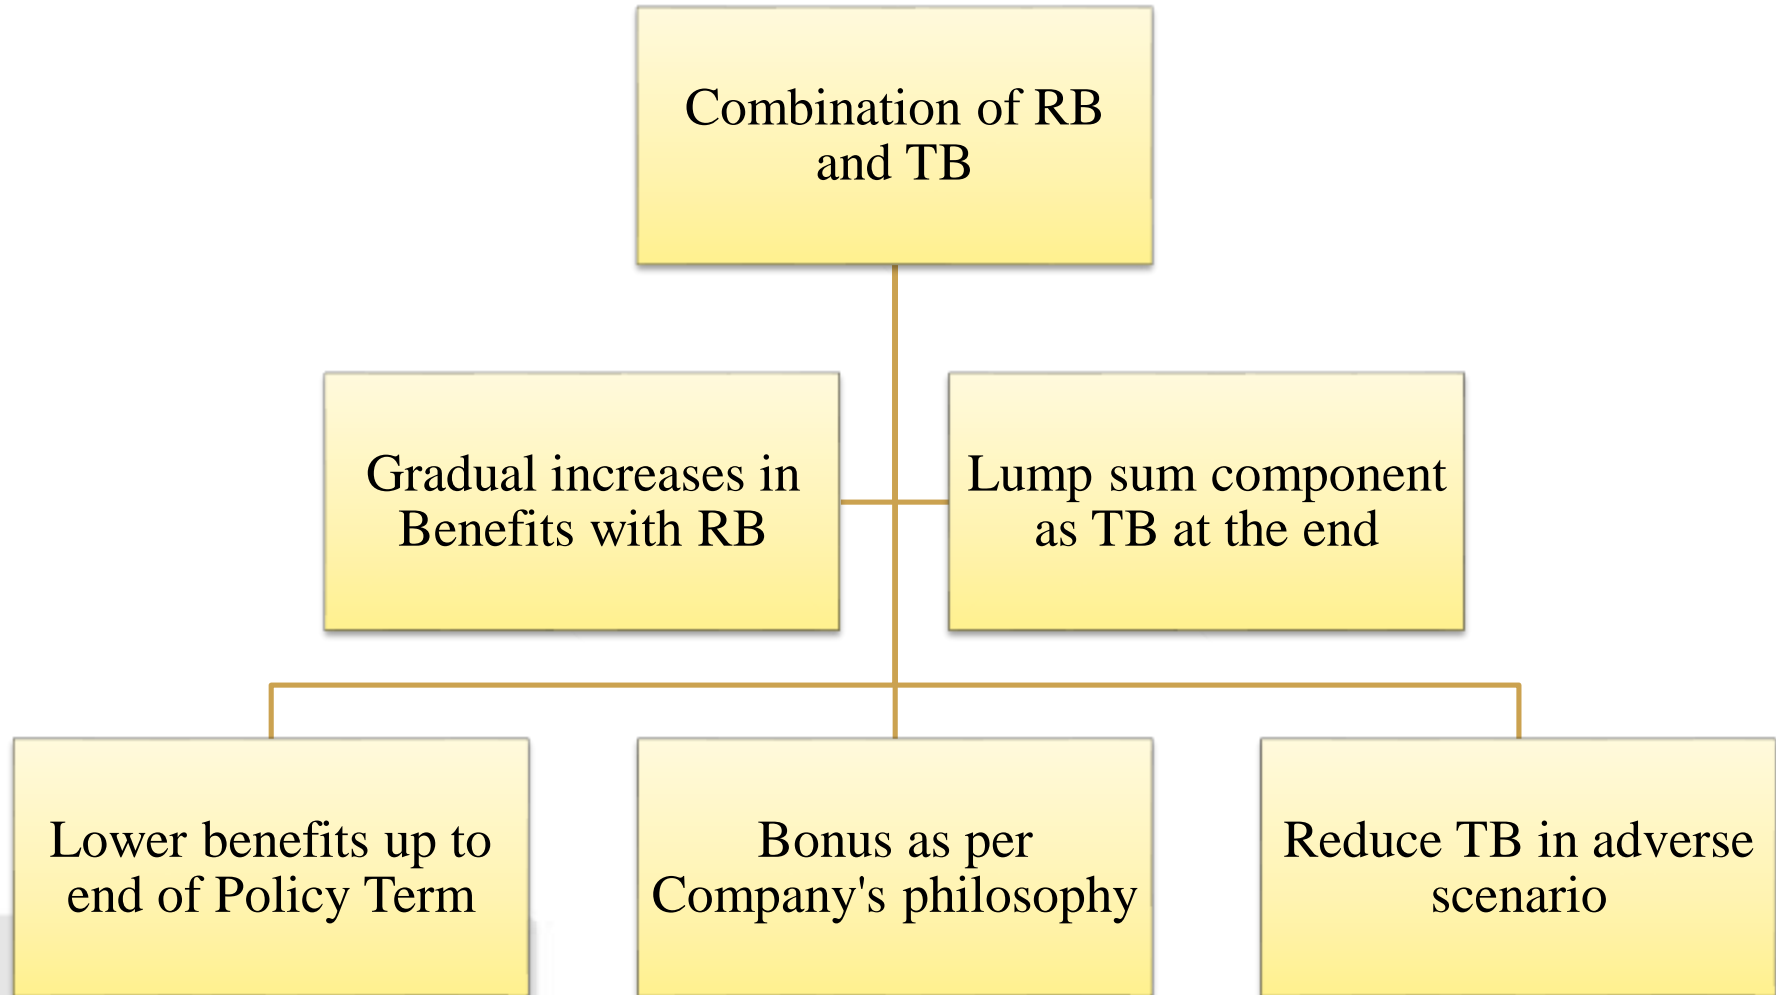 Combination of RB
and TB
Gradual increases in
Benefits with RB
Lump sum component
as TB at the end
Lower benefits up to
end of Policy Term
Bonus as per
Company's philosophy
Reduce TB in adverse
scenario